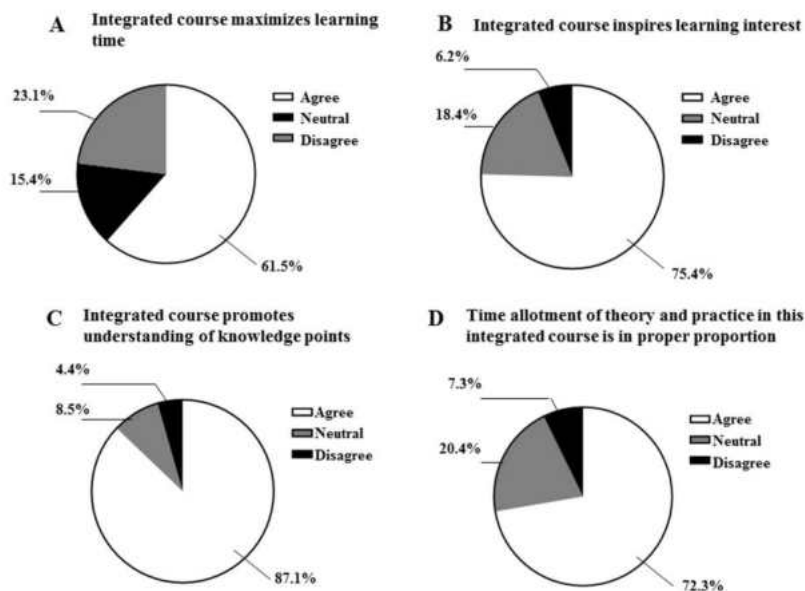 A Integrated course maximizes learning
time
23.1%
15.4%
61.5%
Agree
Neutral
Disagree
B Integrated course inspires learning interest
6.2%
18.4%
75.4%
Agree
Neutral
Disagree
C Integrated course promotes
understanding of knowledge points
4.4%
8.5%
87.1%
Agree
Neutral
Disagree
D Time allotment of theory and practice in this
integrated course is in proper proportion
7.3%
20.4%
72.3%
Agree
Neutral
Disagree